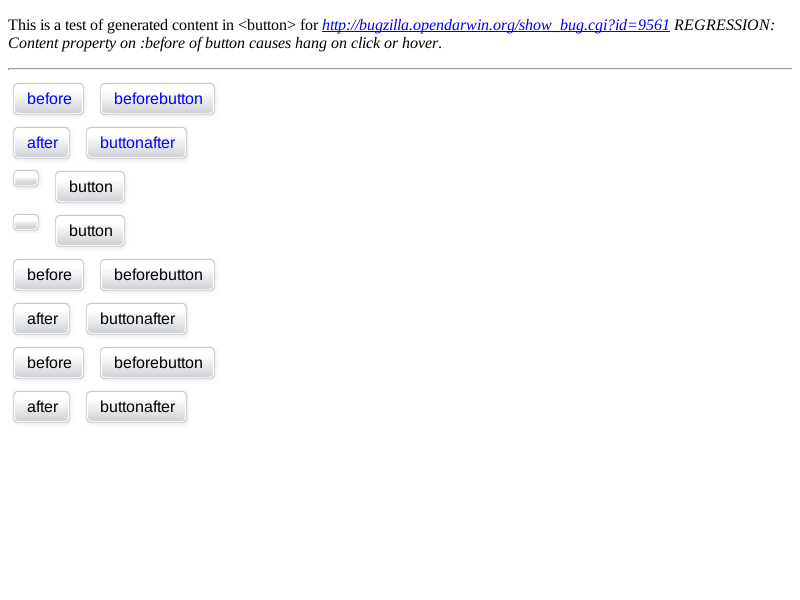 This is a test of generated content in <button> for http://bugzilla.opendarwin.org/show_bug.cgi?id=9561 REGRESSION:
Content property on :before of button causes hang on click or hover.
before beforebutton
after buttonafter
button
button
before beforebutton
after buttonafter
before beforebutton
after buttonafter